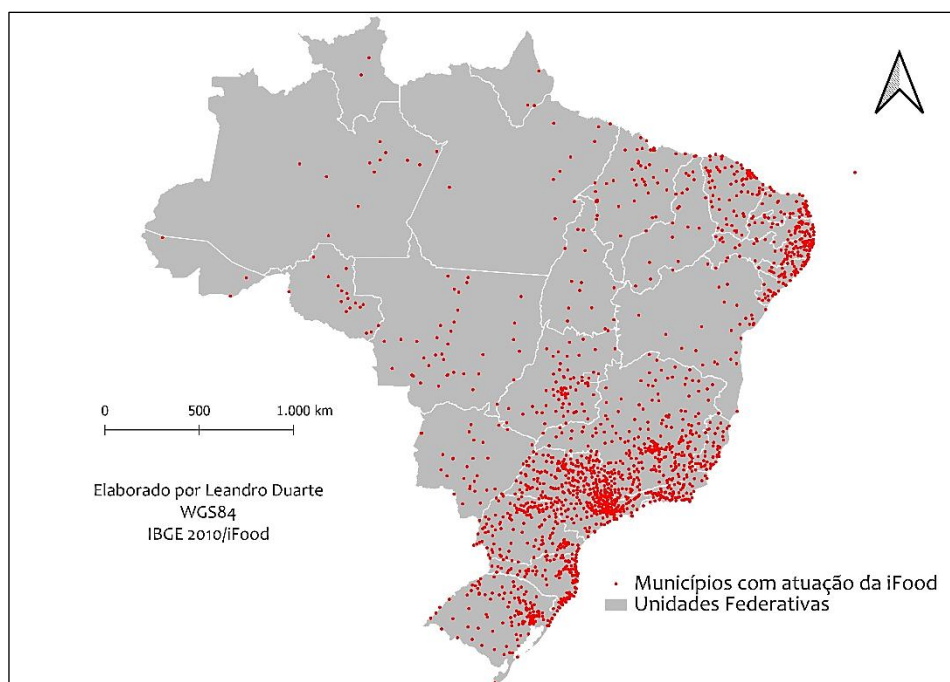 0 500 1.000 km
Elaborado por Leandro Duarte
WGS84
IBGE 2010/iFood
Municípios com atuação da iFood
Unidades Federativas